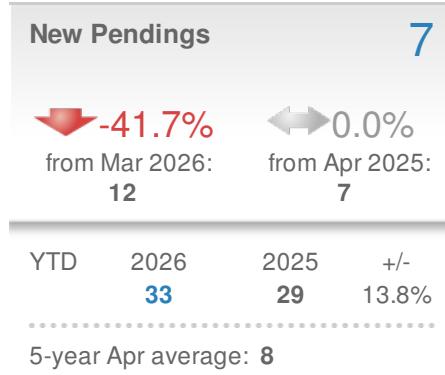 New Pendings 7
-41.7% 0.0%
from Mar 2026: from Apr 2025:
12 7
YTD 2026 2025 +/-
33 29 13.8%
5-year Apr average: 8